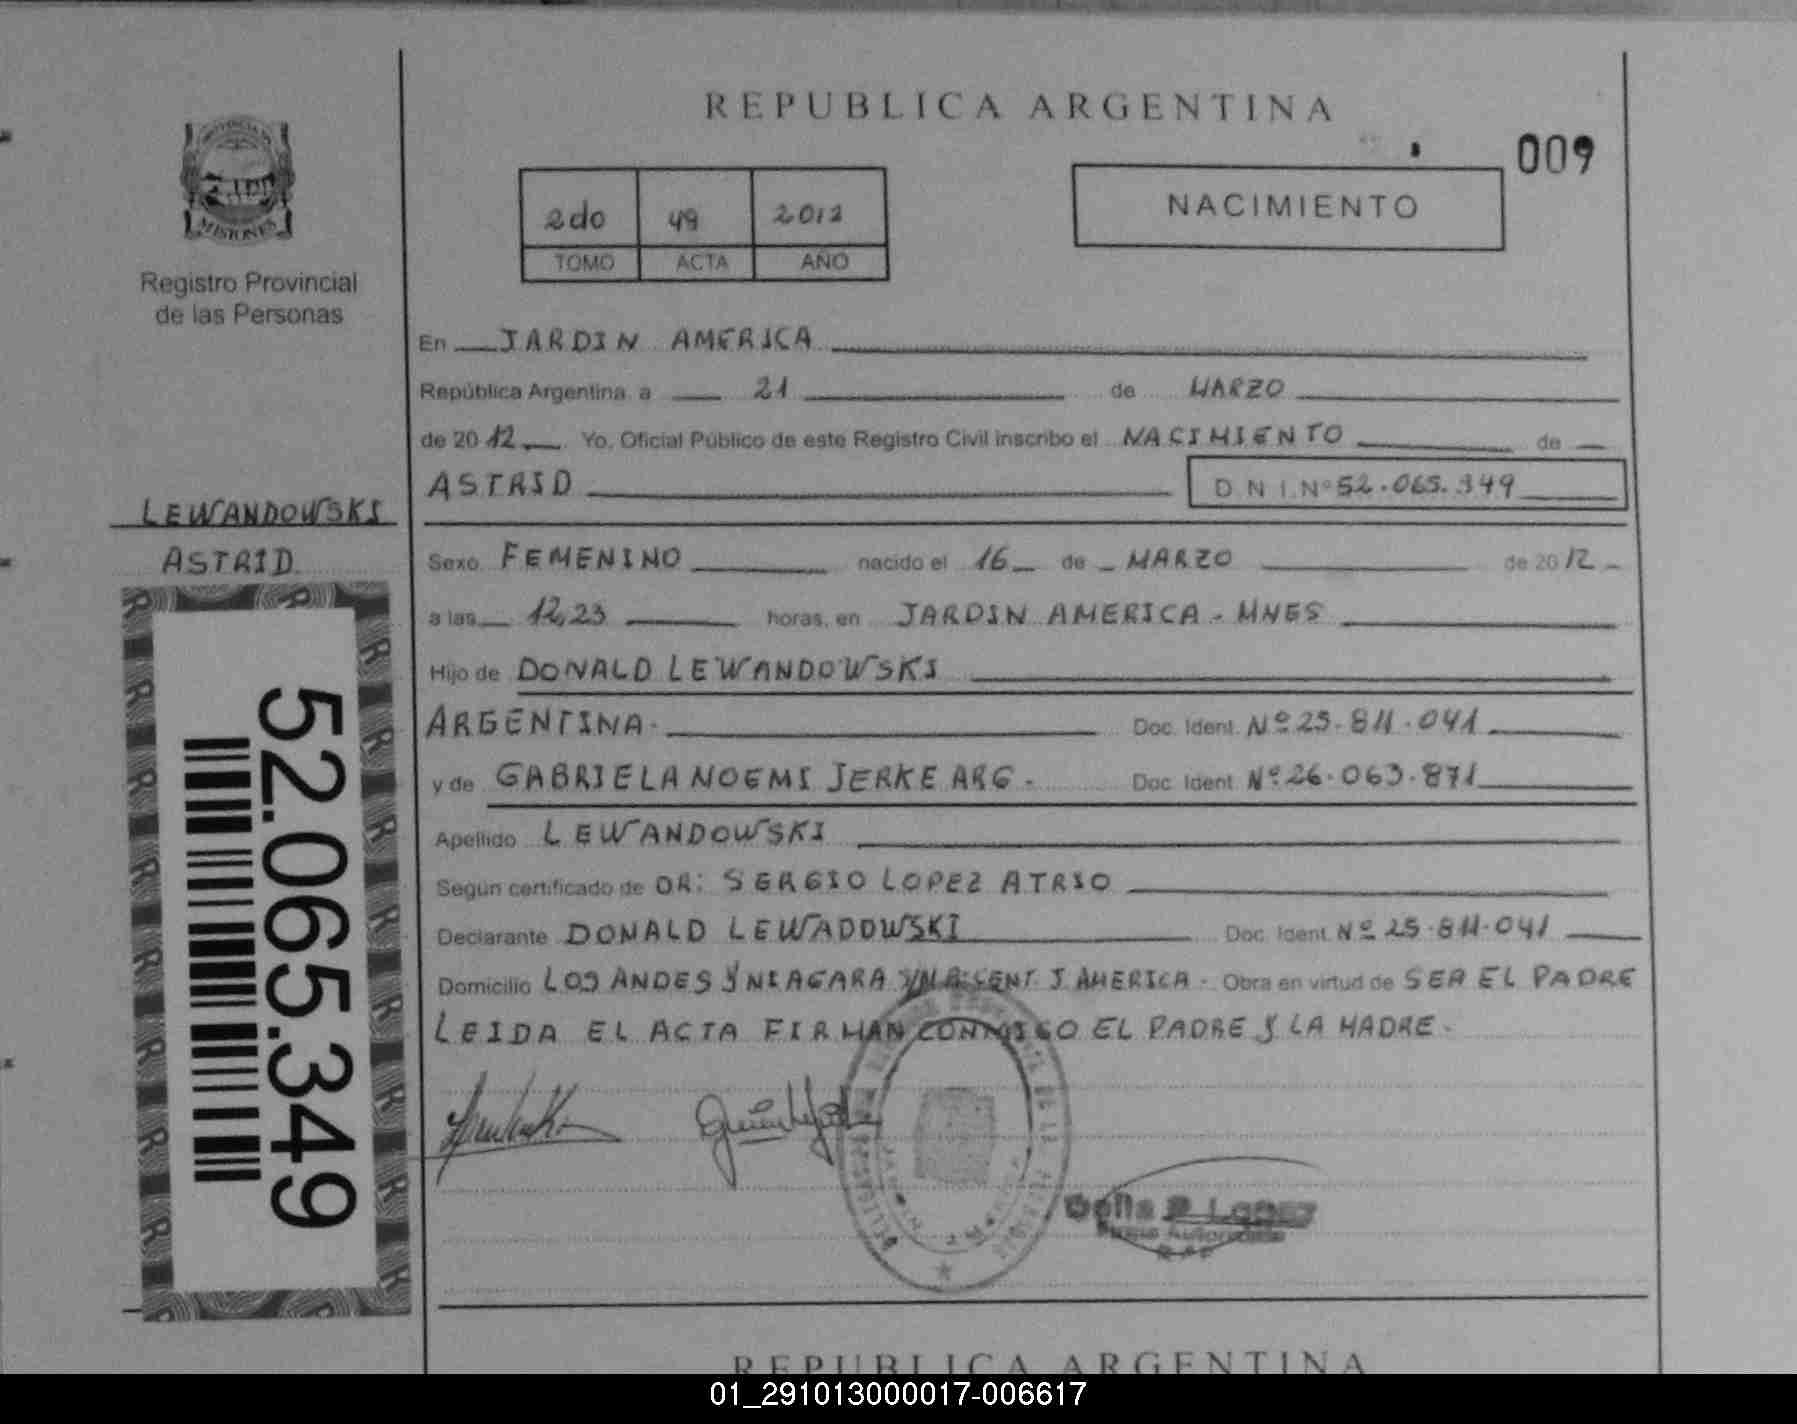 REPUBLICA ARGENTINA
009
2do 49 2012
TOMO ACTA AÑO
NACIMIENTO
PROVINCIA DE
MISIONES
Registro Provincial
de las Personas
LEWANDOWSKI
ASTRID
52.065.349
En JARDIN AMERICA
República Argentina, a 21 de MARZO
de 2012 Yo, Oficial Público de este Registro Civil inscribo el NACIMIENTO de
ASTRID D.N.I. Nº 52.065.349
Sexo FEMENINO nacido el 16 de MARZO de 2012
a las 12,23 horas, en JARDIN AMERICA - MNES
Hijo de DONALD LEWANDOWSKI
ARGENTINA. Doc. Ident. Nº 25.811.041
y de GABRIELA NOEMI JERKE ARG. Doc. Ident. Nº 26.063.871
Apellido LEWANDOWSKI
Según certificado de DR: SERGIO LOPEZ ATRIO
Declarante DONALD LEWADOWSKI Doc. Ident. Nº 25.811.041
Domicilio LOS ANDES Y NIAGARA J AMERICA. Obra en virtud de SER EL PADRE
LEIDA EL ACTA FIRMAN CONMIGO EL PADRE Y LA MADRE.
LOPEZ
REPUBLICA ARGENTINA
01_291013000017-006617